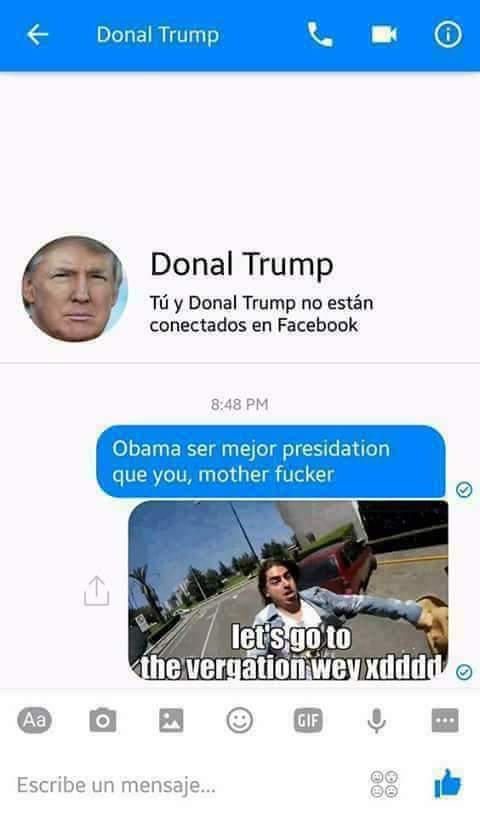 Donal Trump
Donal Trump
Tú y Donal Trump no están
conectados en Facebook
8:48 PM
Obama ser mejor presidation
que you, mother fucker
let's go to
the vergation wey xdddd
Aa
GIF
Escribe un mensaje...